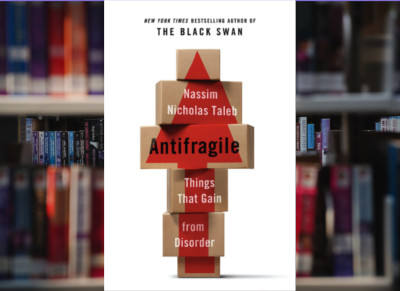 NEW YORK TIMES BESTSELLING AUTHOR OF
THE BLACK SWAN
Nassim
Nicholas Taleb
Antifragile
Things
That Gain
from
Disorder